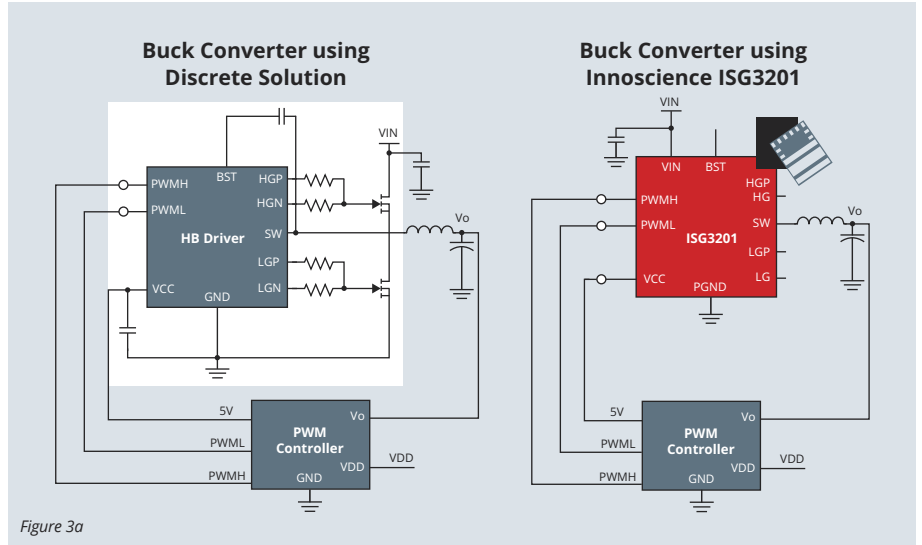 Buck Converter using
Discrete Solution
VIN
BST
PWMH
HGP
HGN
PWML
HB Driver
SW
Vo
LGP
VCC
LGN
GND
5V
Vo
PWML
PWM
Controller
VDD
VDD
PWMH
GND
Buck Converter using
Innoscience ISG3201
VIN
VIN
BST
HGP
HG
PWMH
PWML
SW
Vo
ISG3201
LGP
VCC
LG
PGND
5V
Vo
PWML
PWM
Controller
VDD
VDD
PWMH
GND
Figure 3a